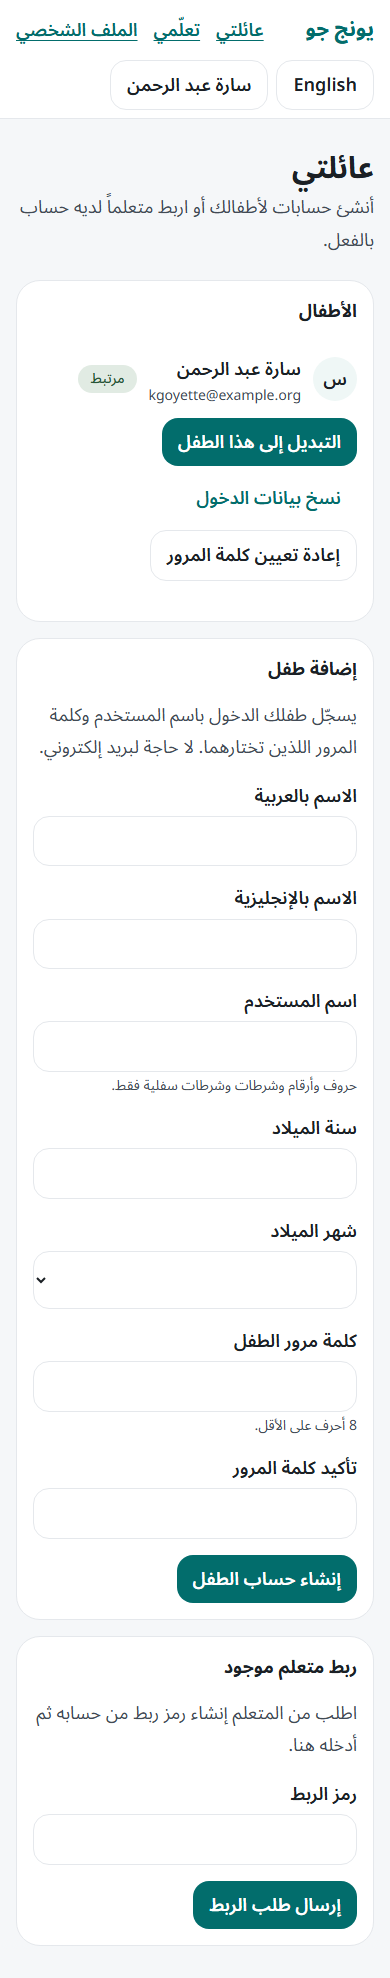 يونج جو
عائلتي
تعلّمي
الملف الشخصي
English
سارة عبد الرحمن
عائلتي
أنشئ حسابات لأطفالك أو اربط متعلماً لديه حساب
بالفعل.
الأطفال
س
سارة عبد الرحمن
مرتبط
kgoyette@example.org
التبديل إلى هذا الطفل
نسخ بيانات الدخول
إعادة تعيين كلمة المرور
إضافة طفل
يسجّل طفلك الدخول باسم المستخدم وكلمة
المرور اللذين تختارهما. لا حاجة لبريد إلكتروني.
الاسم بالعربية
الاسم بالإنجليزية
اسم المستخدم
حروف وأرقام وشرطات وشرطات سفلية فقط.
سنة الميلاد
شهر الميلاد
كلمة مرور الطفل
8 أحرف على الأقل.
تأكيد كلمة المرور
إنشاء حساب الطفل
ربط متعلم موجود
اطلب من المتعلم إنشاء رمز ربط من حسابه ثم
أدخله هنا.
رمز الربط
إرسال طلب الربط